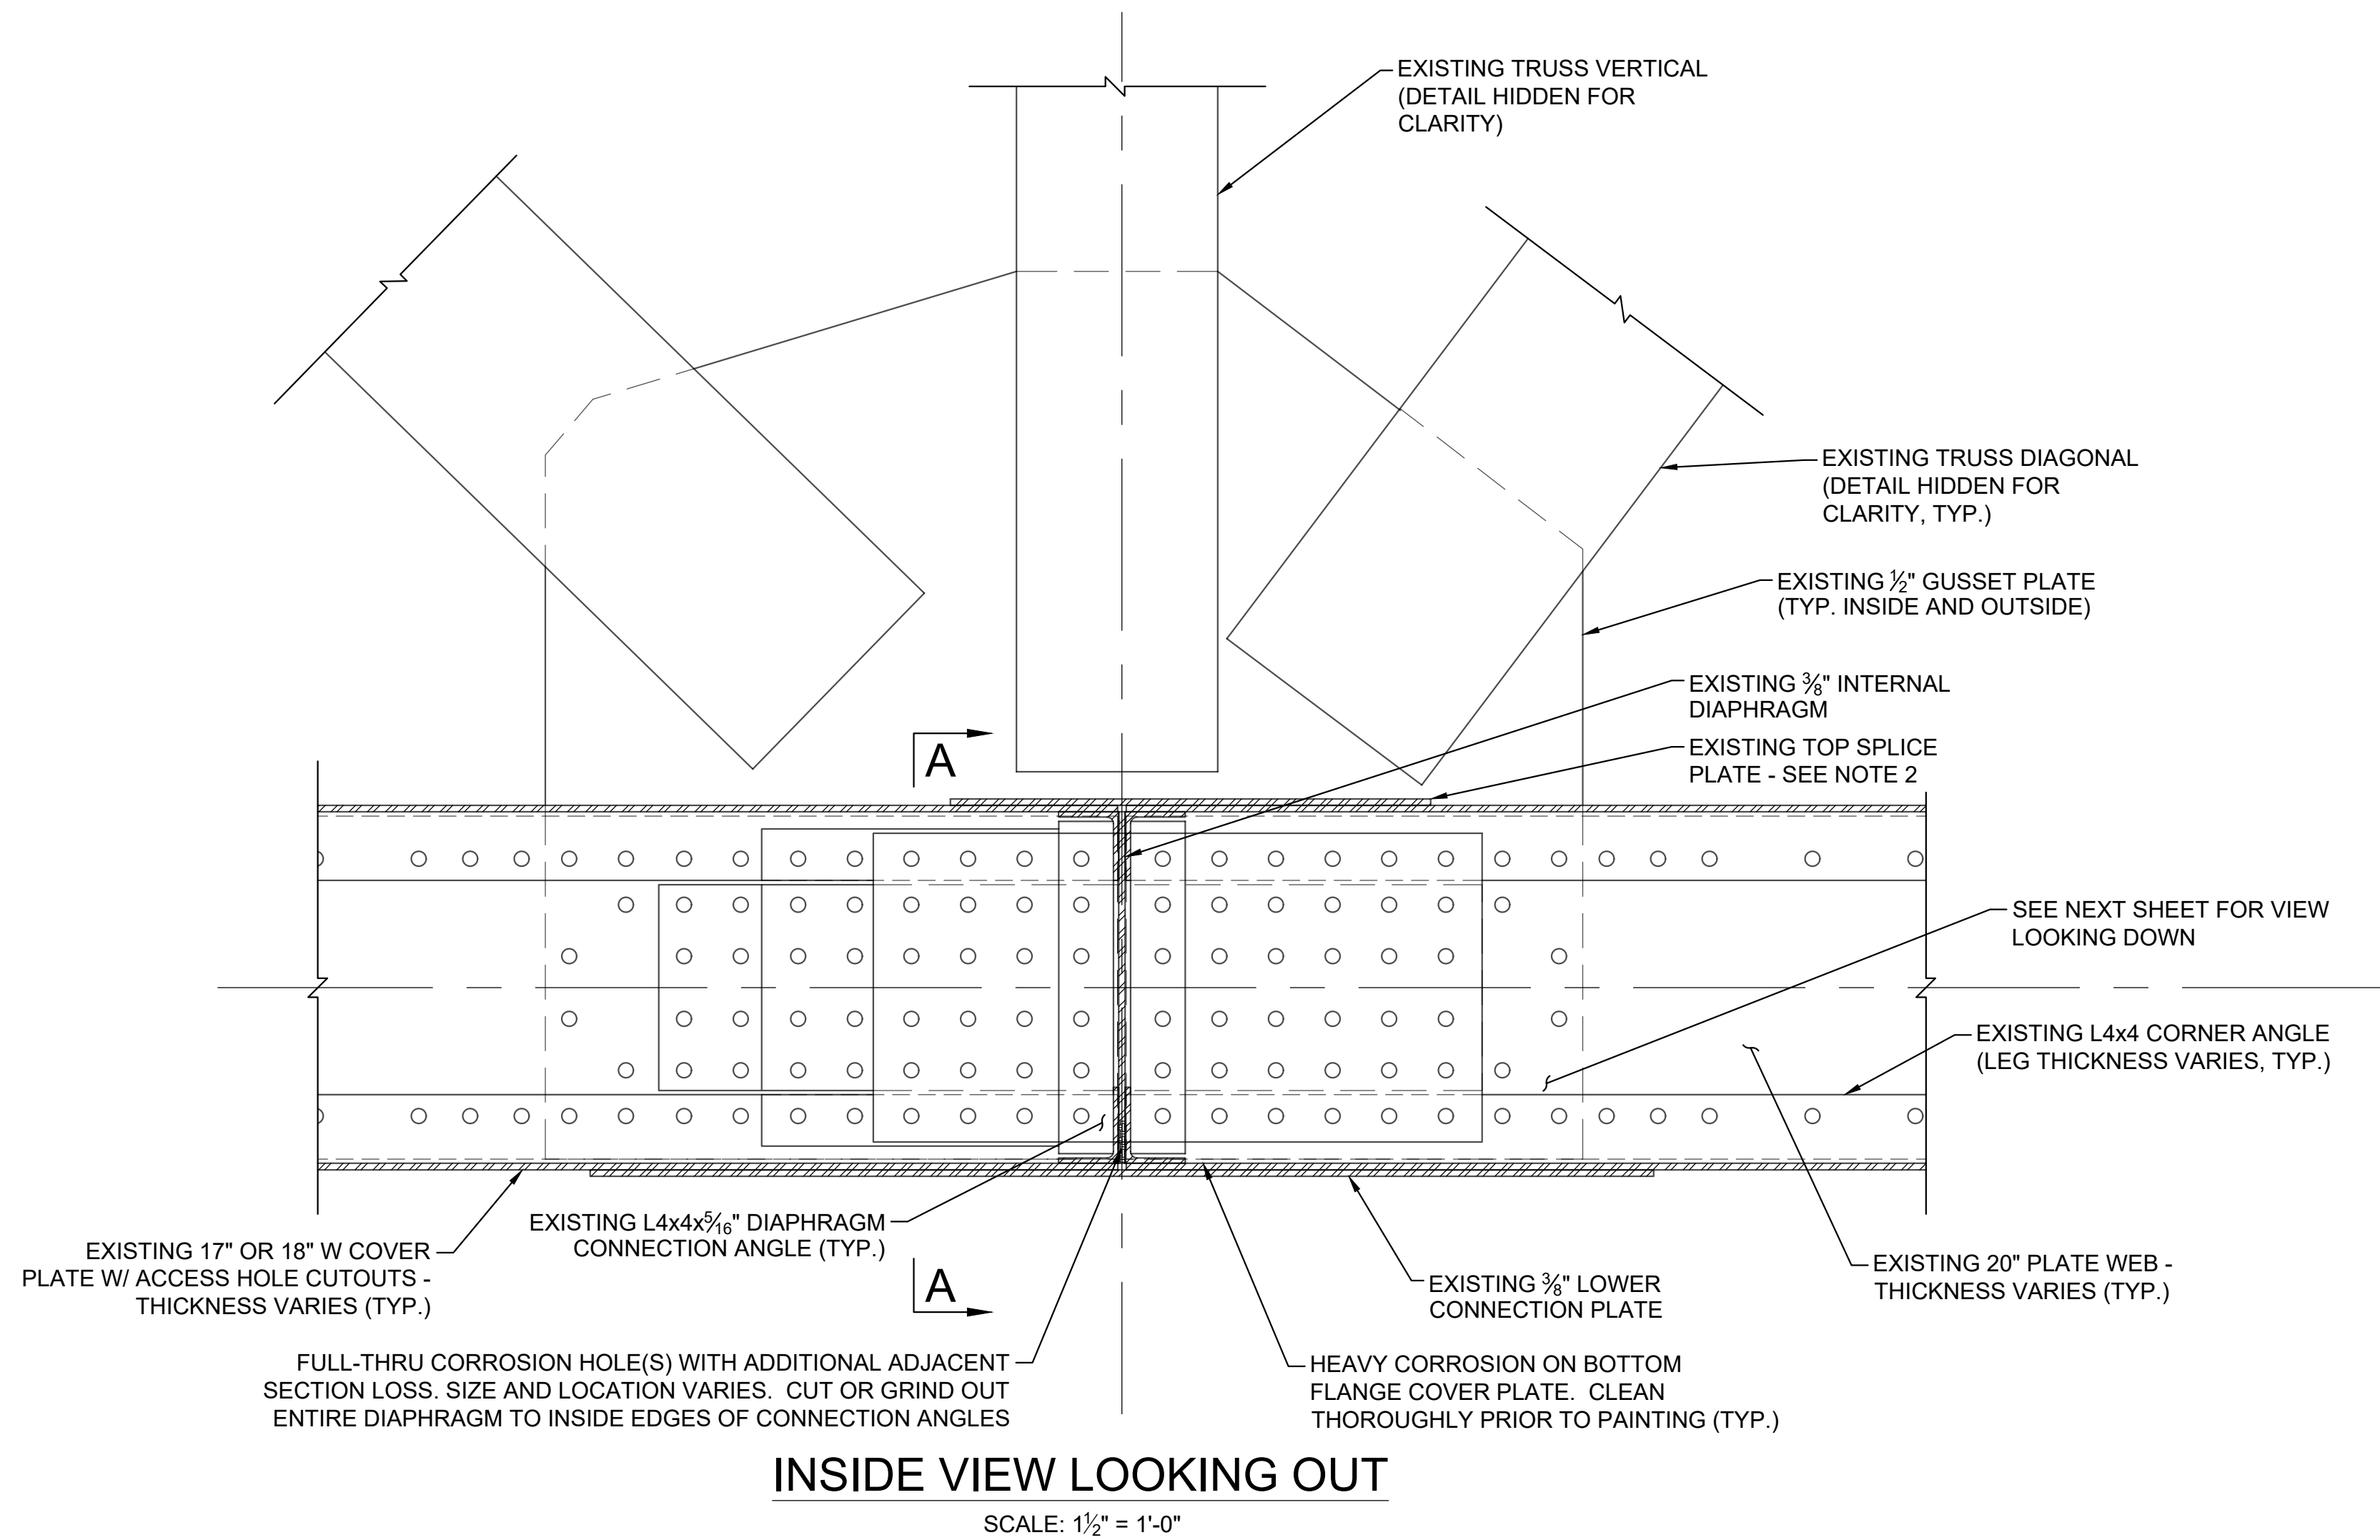 EXISTING TRUSS VERTICAL
(DETAIL HIDDEN FOR
CLARITY)
EXISTING TRUSS DIAGONAL
(DETAIL HIDDEN FOR
CLARITY, TYP.)
EXISTING ½" GUSSET PLATE
(TYP. INSIDE AND OUTSIDE)
EXISTING ⅜" INTERNAL
DIAPHRAGM
EXISTING TOP SPLICE
PLATE - SEE NOTE 2
A
SEE NEXT SHEET FOR VIEW
LOOKING DOWN
EXISTING L4x4 CORNER ANGLE
(LEG THICKNESS VARIES, TYP.)
EXISTING L4x4x5⁄16" DIAPHRAGM
CONNECTION ANGLE (TYP.)
EXISTING 17" OR 18" W COVER
PLATE W/ ACCESS HOLE CUTOUTS -
THICKNESS VARIES (TYP.)
A
EXISTING ⅜" LOWER
CONNECTION PLATE
EXISTING 20" PLATE WEB -
THICKNESS VARIES (TYP.)
FULL-THRU CORROSION HOLE(S) WITH ADDITIONAL ADJACENT
SECTION LOSS. SIZE AND LOCATION VARIES. CUT OR GRIND OUT
ENTIRE DIAPHRAGM TO INSIDE EDGES OF CONNECTION ANGLES
HEAVY CORROSION ON BOTTOM
FLANGE COVER PLATE. CLEAN
THOROUGHLY PRIOR TO PAINTING (TYP.)
INSIDE VIEW LOOKING OUT
SCALE: 1½" = 1'-0"